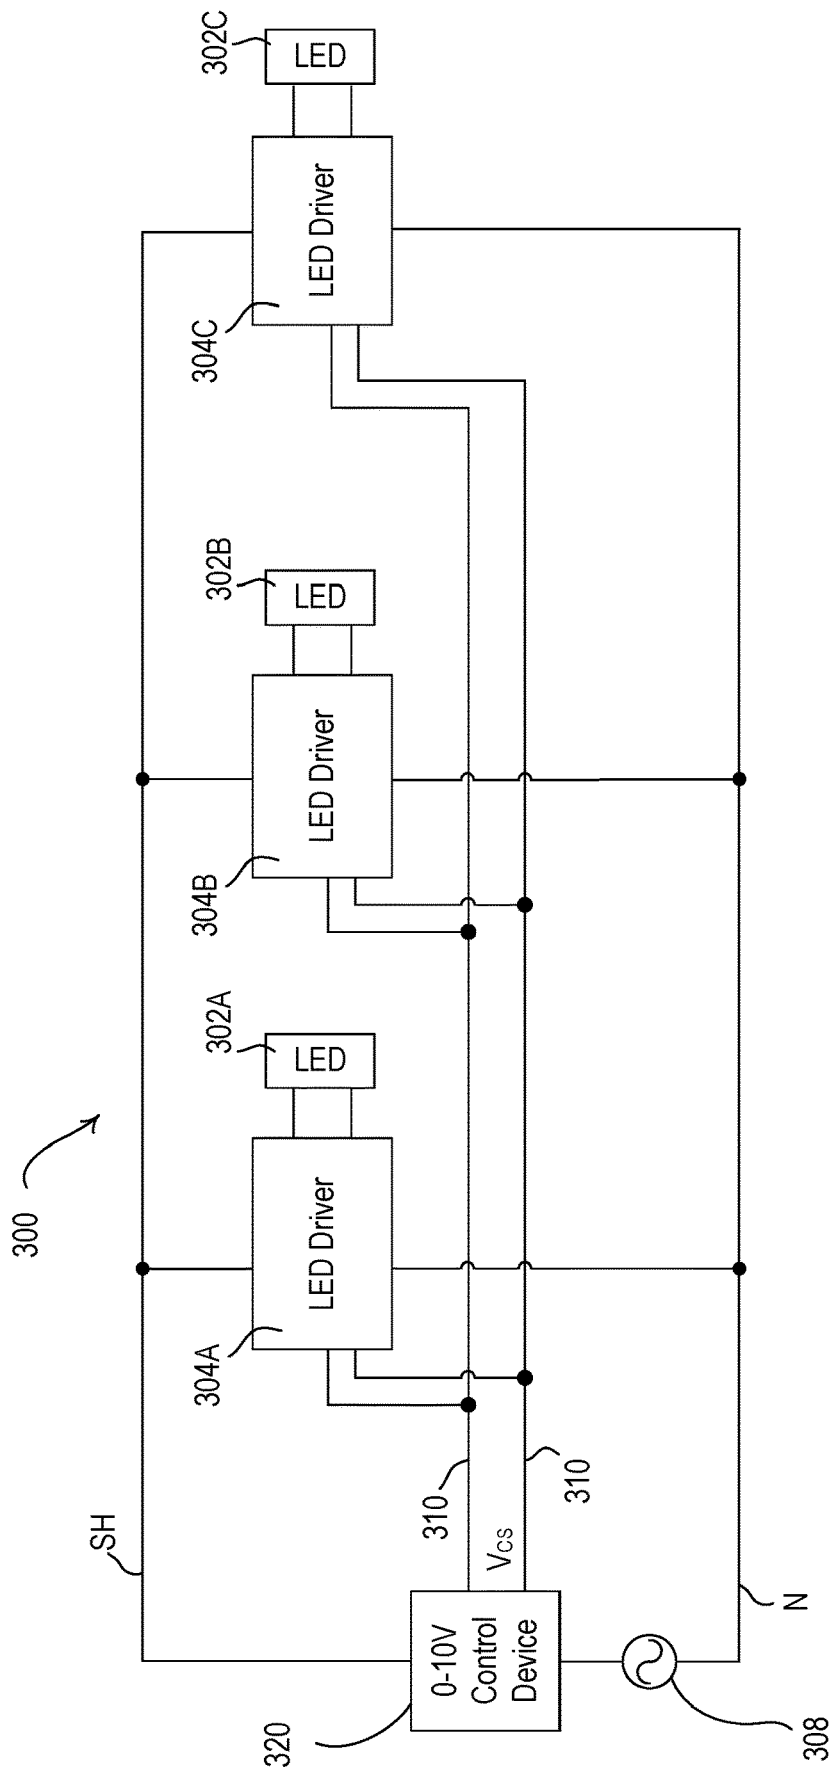 300
SH
304A
LED Driver
302A
LED
304B
LED Driver
302B
LED
304C
LED Driver
302C
LED
320
0-10V
Control
Device
310
VCS
310
308
N